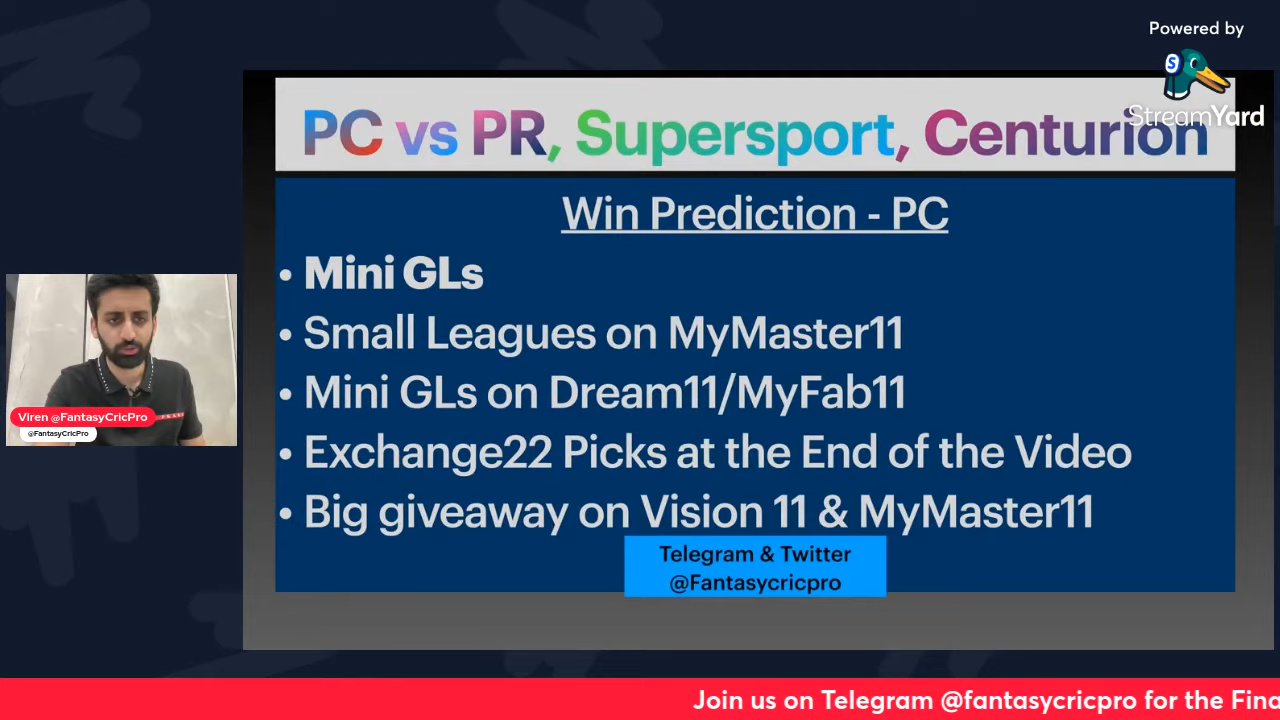 Powered by
StreamYard
PC vs PR, Supersport, Centurion
Win Prediction - PC
• Mini GLs
• Small Leagues on MyMaster11
• Mini GLs on Dream11/MyFab11
• Exchange22 Picks at the End of the Video
• Big giveaway on Vision 11 & MyMaster11
Telegram & Twitter
@Fantasycricpro
Viren @FantasyCricPro
@FantasyCricPro
Join us on Telegram @fantasycricpro for the